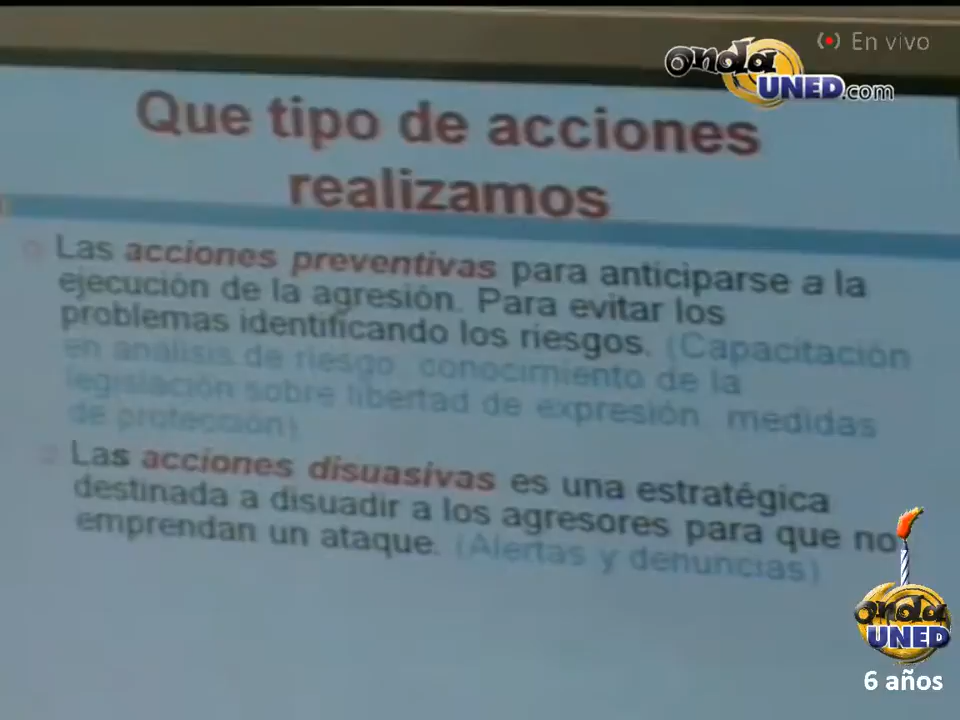 onda
UNED.com
En vivo
Que tipo de acciones
realizamos
Las acciones preventivas para anticiparse a la
ejecución de la agresión. Para evitar los
problemas identificando los riesgos. (Capacitación
en análisis de riesgo, conocimiento de la
legislación sobre libertad de expresión, medidas
de protección)
Las acciones disuasivas es una estratégica
destinada a disuadir a los agresores para que no
emprendan un ataque. (Alertas y denuncias)
onda
UNED
6 años